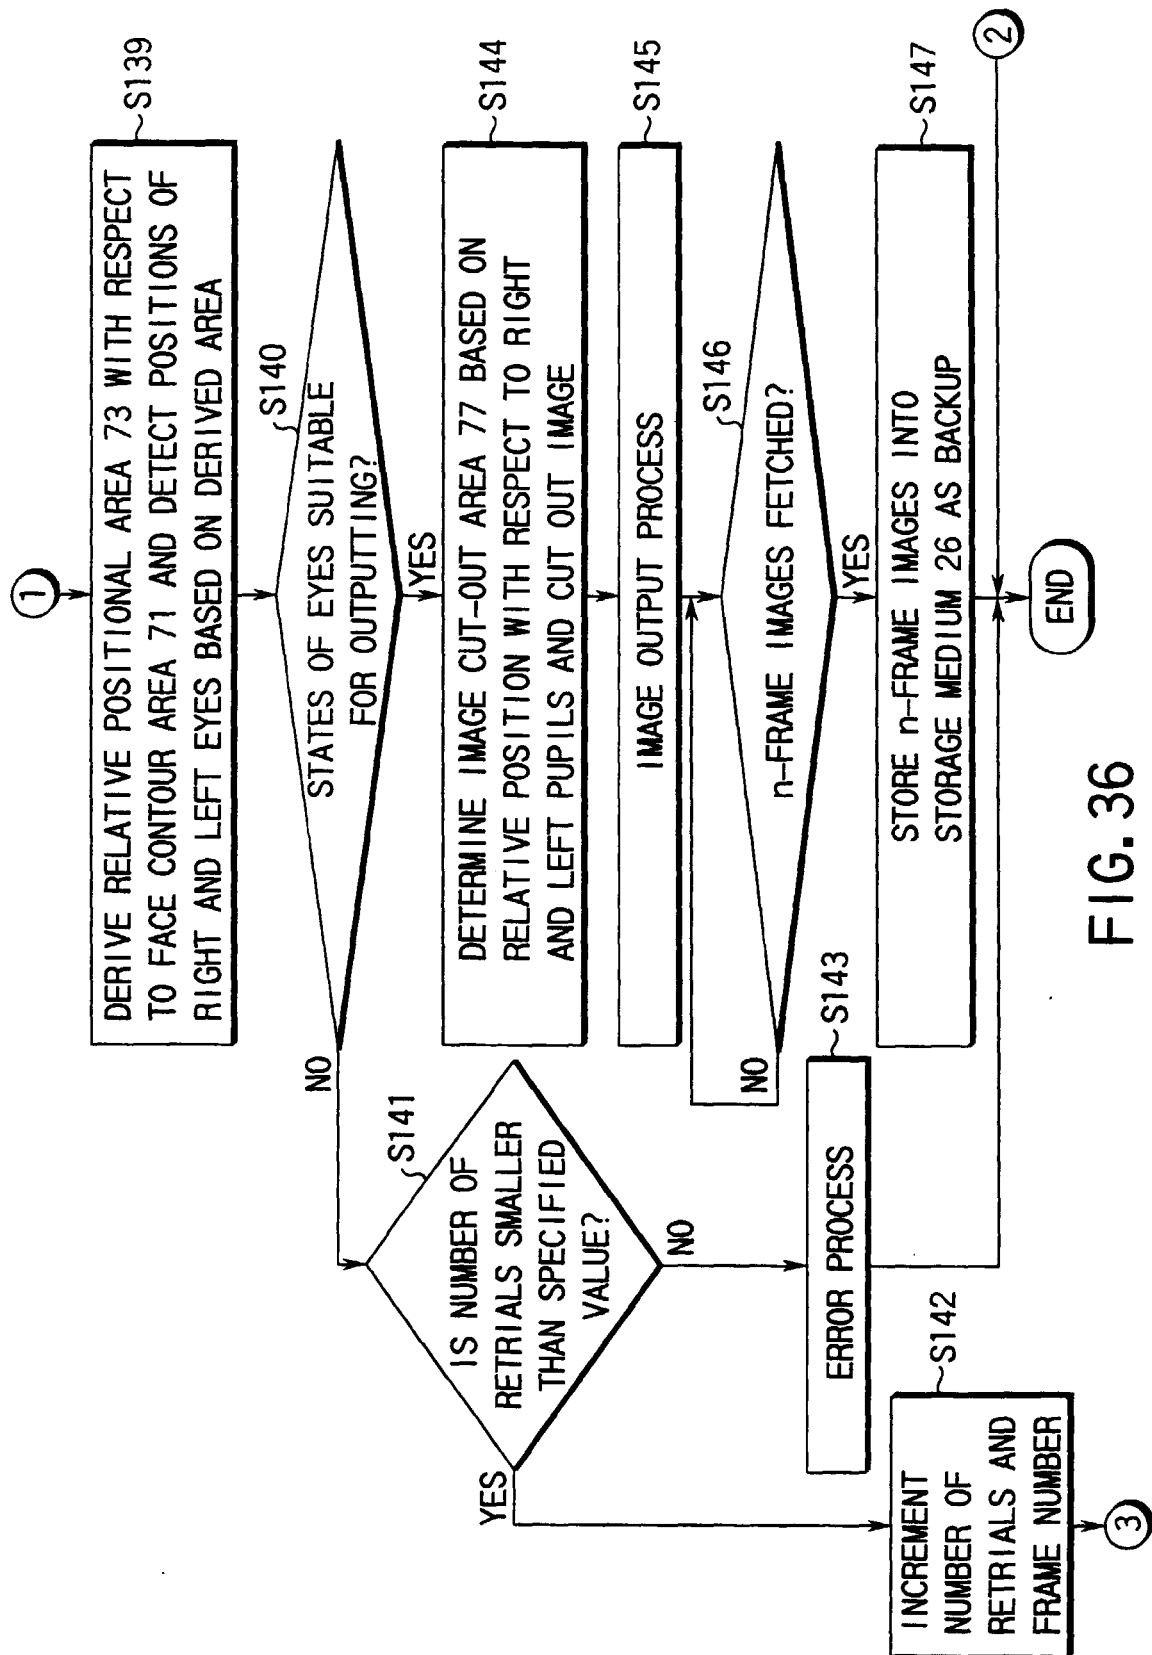 1
DERIVE RELATIVE POSITIONAL AREA 73 WITH RESPECT
TO FACE CONTOUR AREA 71 AND DETECT POSITIONS OF
RIGHT AND LEFT EYES BASED ON DERIVED AREA
S139
S140
STATES OF EYES SUITABLE
FOR OUTPUTTING?
NO
YES
S141
IS NUMBER OF
RETRIALS SMALLER
THAN SPECIFIED
VALUE?
YES
NO
S142
INCREMENT
NUMBER OF
RETRIALS AND
FRAME NUMBER
3
S143
ERROR PROCESS
DETERMINE IMAGE CUT-OUT AREA 77 BASED ON
RELATIVE POSITION WITH RESPECT TO RIGHT
AND LEFT PUPILS AND CUT OUT IMAGE
S144
IMAGE OUTPUT PROCESS
S145
S146
n-FRAME IMAGES FETCHED?
NO
YES
STORE n-FRAME IMAGES INTO
STORAGE MEDIUM 26 AS BACKUP
S147
2
END
FIG. 36